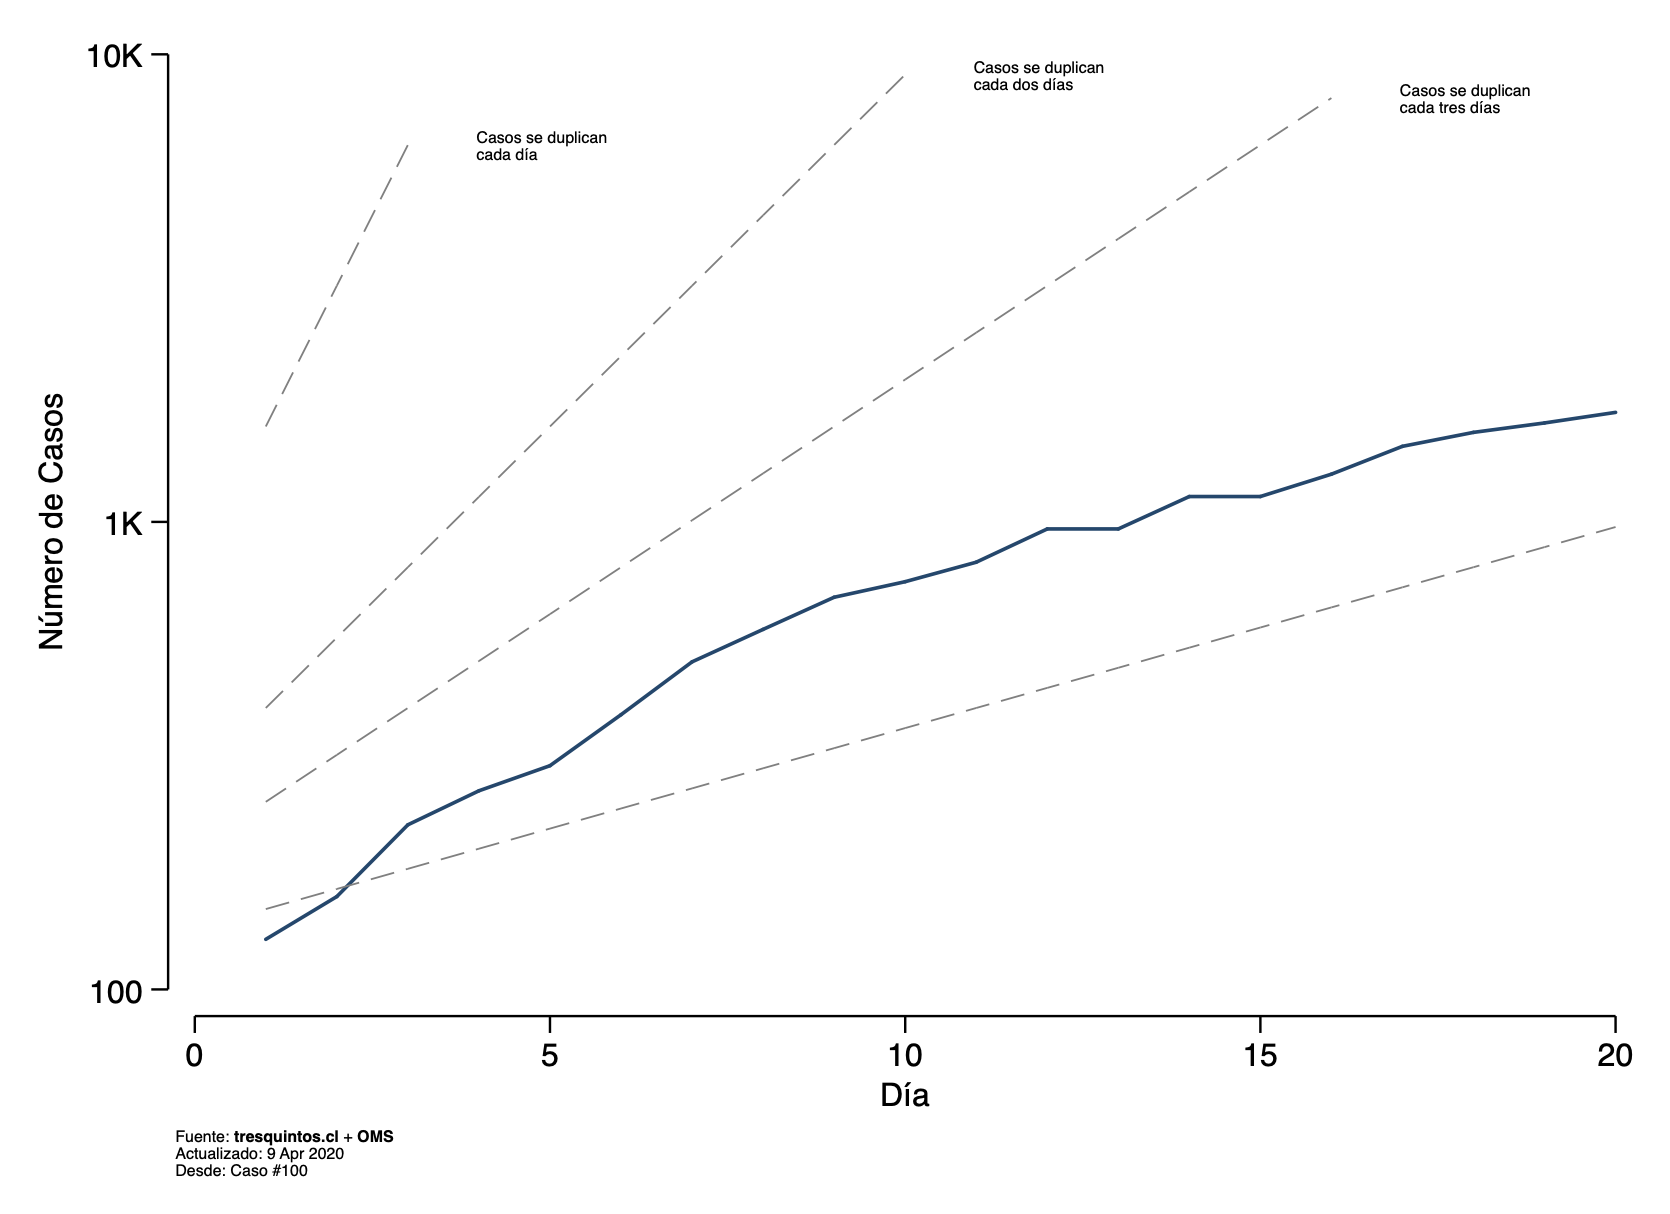 10K
1K
100
Número de Casos
Casos se duplican
cada día
Casos se duplican
cada dos días
Casos se duplican
cada tres días
0 5 10 15 20
Día
Fuente: tresquintos.cl + OMS
Actualizado: 9 Apr 2020
Desde: Caso #100